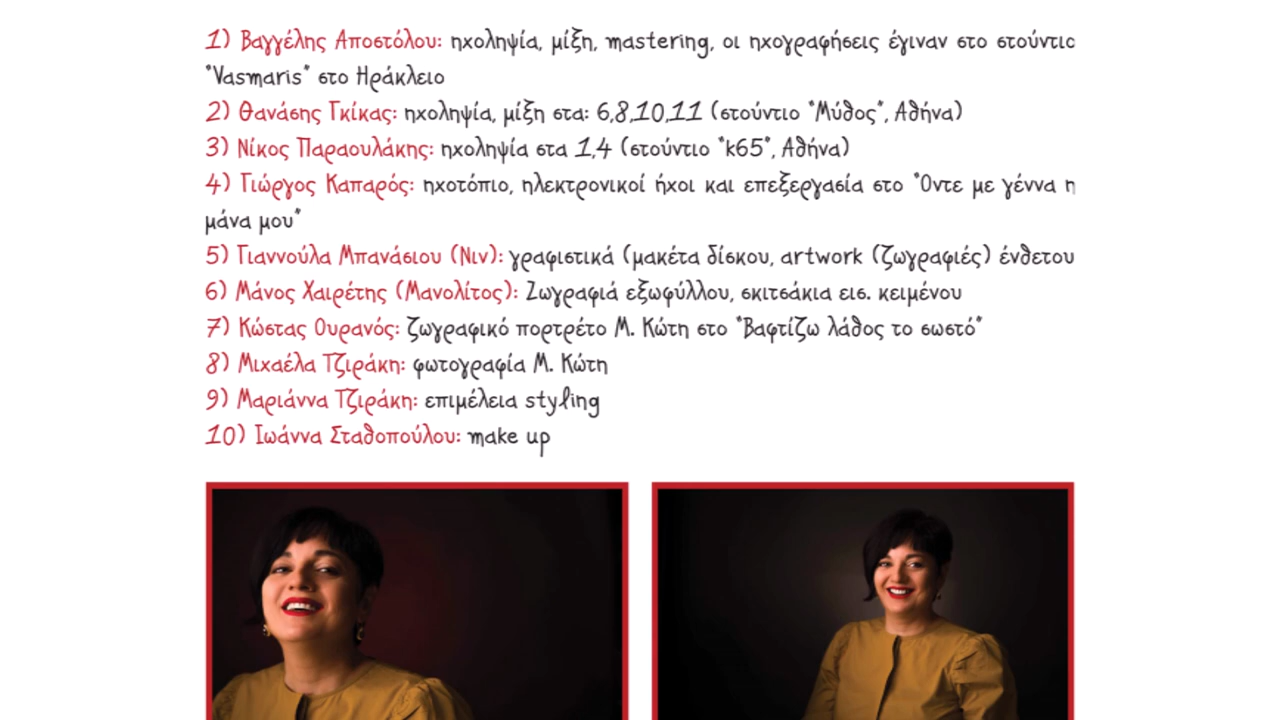 1) Βαγγέλης Αποστόλου: ηχοληψία, μίξη, mastering, οι ηχογραφήσεις έγιναν στο στούντιο
"Vasmaris" στο Ηράκλειο
2) Θανάσης Γκίκας: ηχοληψία, μίξη στα: 6,8,10,11 (στούντιο "Μύθος", Αθήνα)
3) Νίκος Παραουλάκης: ηχοληψία στα 1,4 (στούντιο "k65", Αθήνα)
4) Γιώργος Καπαρός: ηχοτόπιο, ηλεκτρονικοί ήχοι και επεξεργασία στο "Όντε με γέννα η
μάνα μου"
5) Γιαννούλα Μπανάσιου (Νιν): γραφιστικά (μακέτα δίσκου, artwork (ζωγραφιές) ένθετου
6) Μάνος Χαιρέτης (Μανολίτος): Ζωγραφιά εξωφύλλου, σκιτσάκια εισ. κειμένου
7) Κώστας Ουρανός: ζωγραφικό πορτρέτο Μ. Κώτη στο "Βαφτίζω λάθος το σωστό"
8) Μιχαέλα Τζιράκη: φωτογραφία Μ. Κώτη
9) Μαριάννα Τζιράκη: επιμέλεια styling
10) Ιωάννα Σταθοπούλου: make up